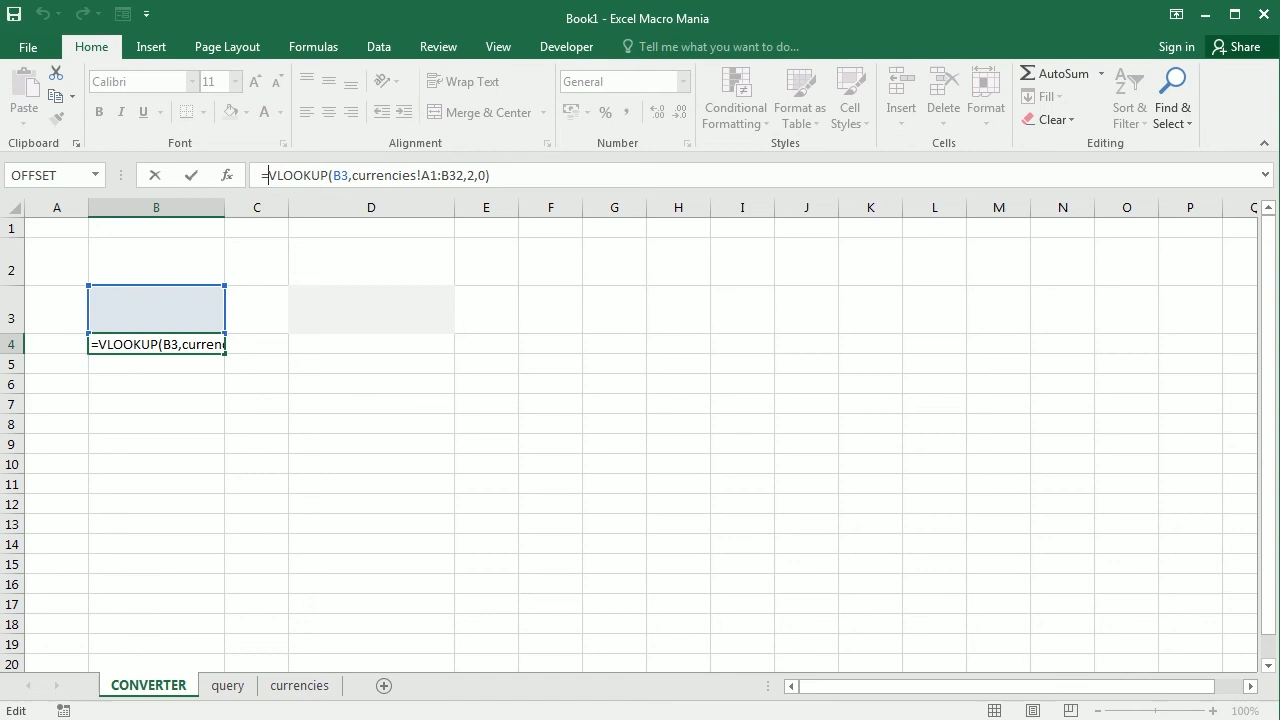 Book1 - Excel Macro Mania
File Home Insert Page Layout Formulas Data Review View Developer Tell me what you want to do... Sign in Share
Paste Calibri 11 Wrap Text General Conditional Formatting Format as Table Cell Styles Insert Delete Format AutoSum Fill Clear Sort & Filter Find & Select
B I U A Merge & Center %
Clipboard Font Alignment Number Styles Cells Editing
OFFSET fx =VLOOKUP(B3,currencies!A1:B32,2,0)
A B C D E F G H I J K L M N O P Q
1
2
3
4 =VLOOKUP(B3,curren
5
6
7
8
9
10
11
12
13
14
15
16
17
18
19
20
CONVERTER query currencies
Edit 100%